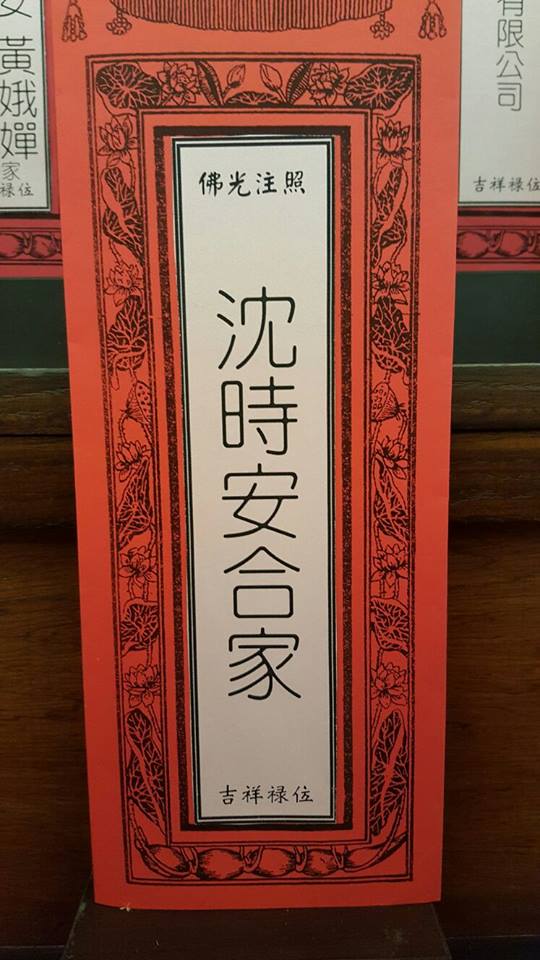 佛光注照
沈時安合家
吉祥祿位
黃娥嬋
家
祿位
有限公司
吉祥祿位